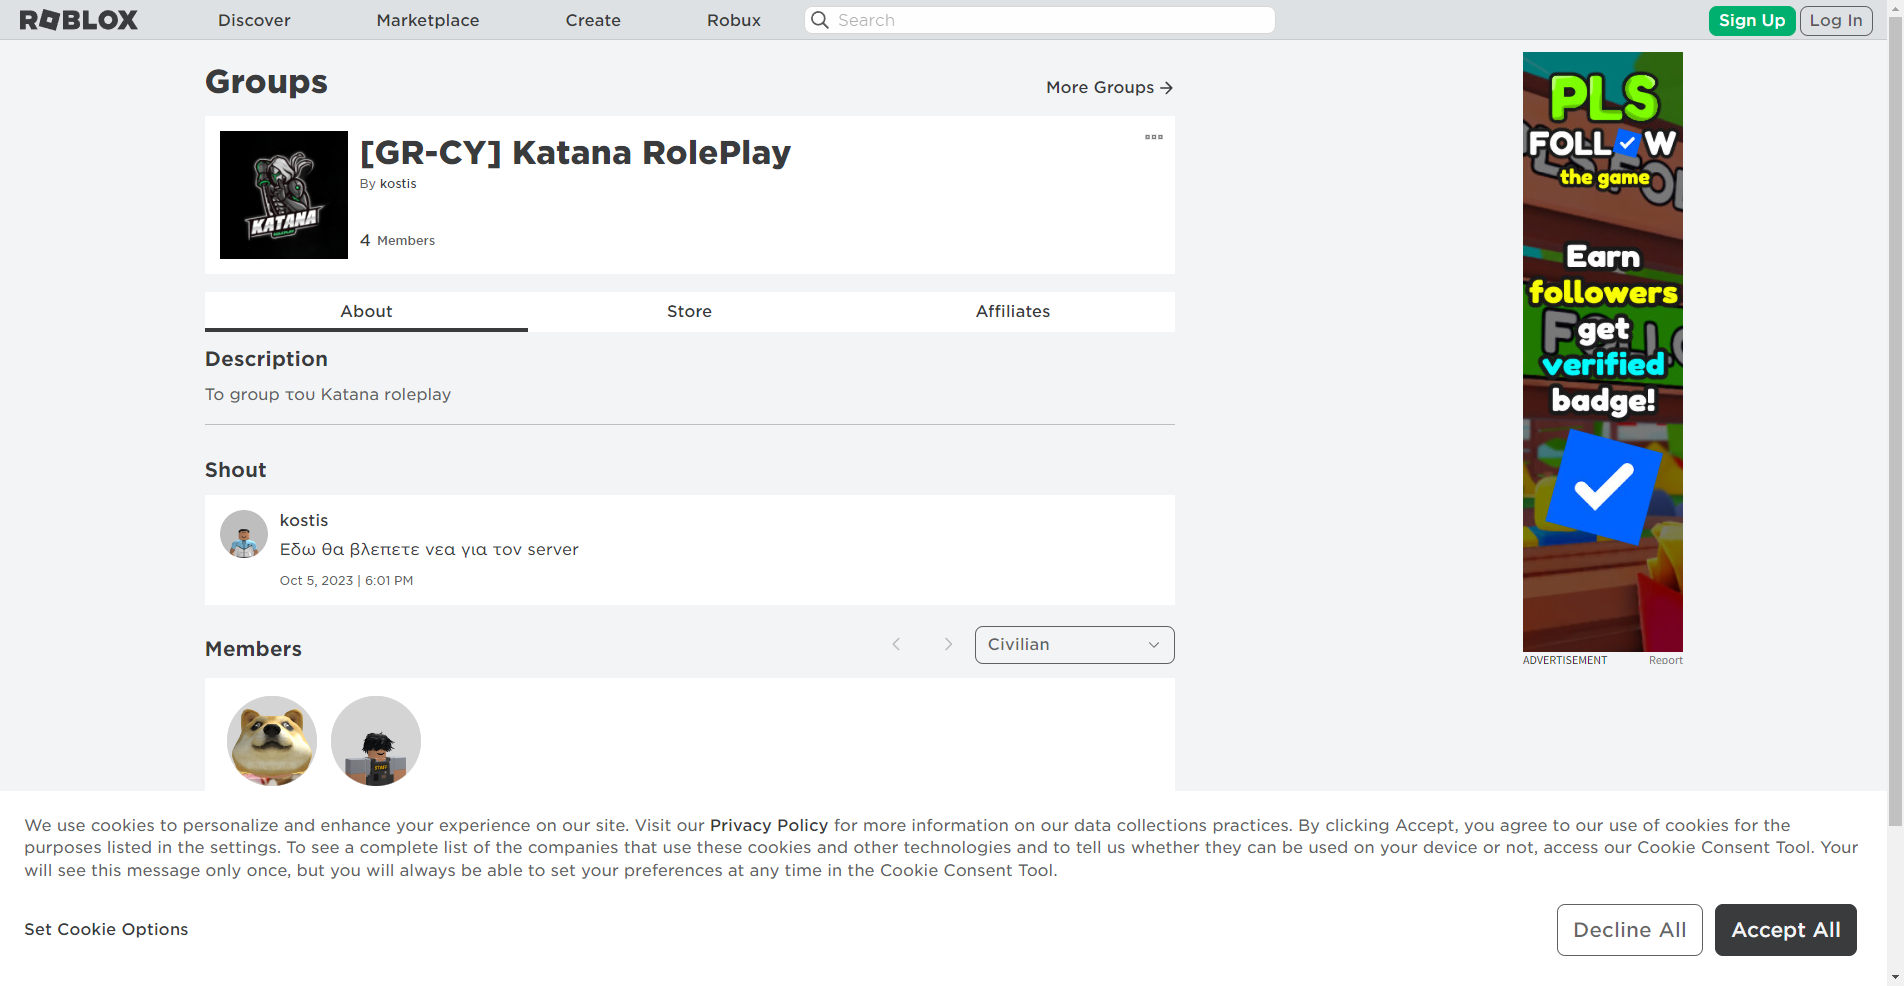 ROBLOX
Discover
Marketplace
Create
Robux
Search
Sign Up
Log In
Groups
More Groups
KATANA
[GR-CY] Katana RolePlay
By kostis
4 Members
About
Store
Affiliates
Description
Το group του Katana roleplay
Shout
kostis
Εδω θα βλεπετε νεα για τον server
Oct 5, 2023 | 6:01 PM
Members
Civilian
STAFF
PLS
FOLLOW
the game
Earn
followers
get
verified
badge!
ADVERTISEMENT
Report
We use cookies to personalize and enhance your experience on our site. Visit our Privacy Policy for more information on our data collections practices. By clicking Accept, you agree to our use of cookies for the
purposes listed in the settings. To see a complete list of the companies that use these cookies and other technologies and to tell us whether they can be used on your device or not, access our Cookie Consent Tool. Your
will see this message only once, but you will always be able to set your preferences at any time in the Cookie Consent Tool.
Set Cookie Options
Decline All
Accept All